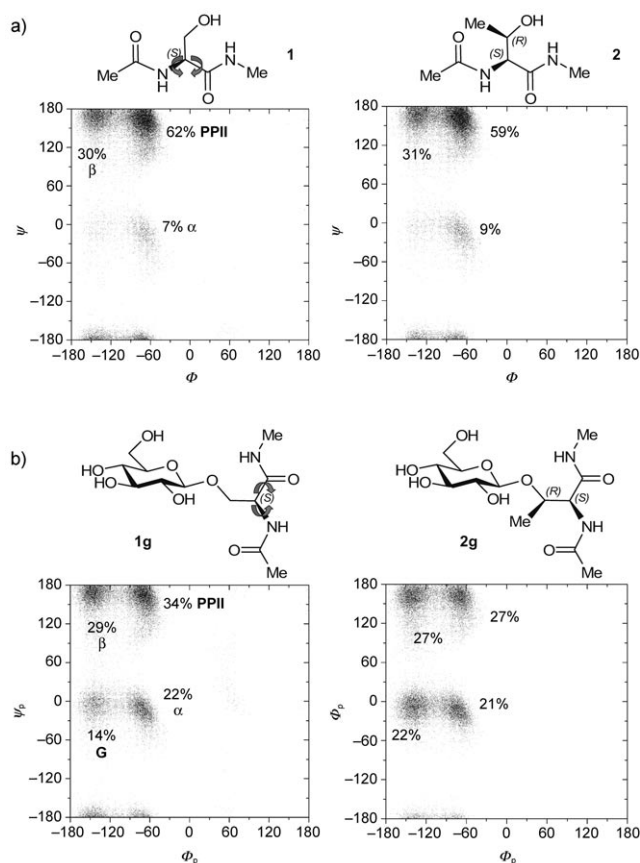 a)
OH
(S)
Me
N
H
O
H
N
Me
O
1
Me
OH
(R)
(S)
Me
N
H
O
H
N
Me
O
2
180
120
60
0
−60
−120
−180
ψ
62% PPII
30%
β
7% α
−180 −120 −60 0 60 120 180
Φ
180
120
60
0
−60
−120
−180
ψ
59%
31%
9%
−180 −120 −60 0 60 120 180
Φ
b)
OH
HO
HO
OH
O
O
HN
Me
O
(S)
NH
O
Me
1g
OH
HO
HO
OH
O
O
HN
Me
O
(R)
(S)
Me
NH
O
Me
2g
180
120
60
0
−60
−120
−180
ψp
34% PPII
29%
β
22%
α
14%
G
−180 −120 −60 0 60 120 180
Φp
180
120
60
0
−60
−120
−180
Φp
27%
27%
21%
22%
−180 −120 −60 0 60 120 180
Φp